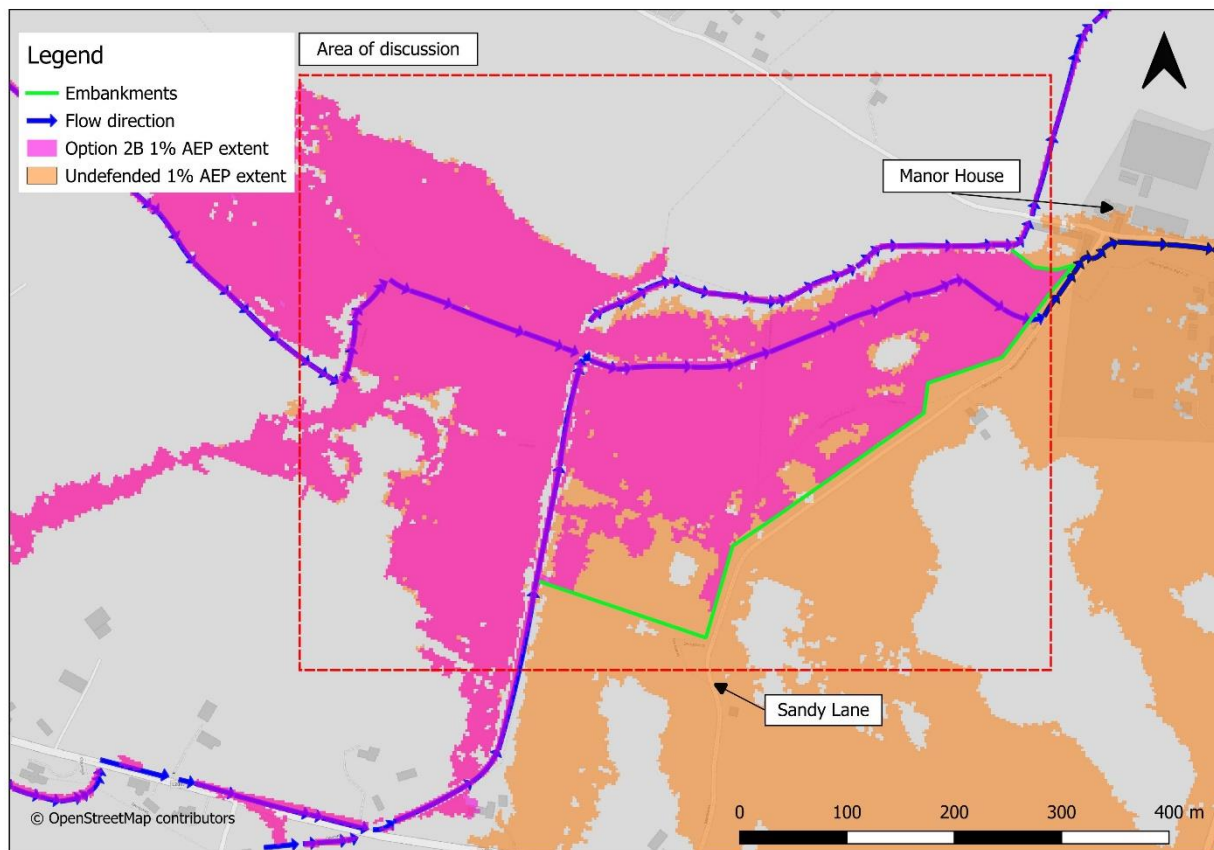 Legend
Embankments
Flow direction
Option 2B 1% AEP extent
Undefended 1% AEP extent
Area of discussion
Manor House
Sandy Lane
© OpenStreetMap contributors
0 100 200 300 400 m